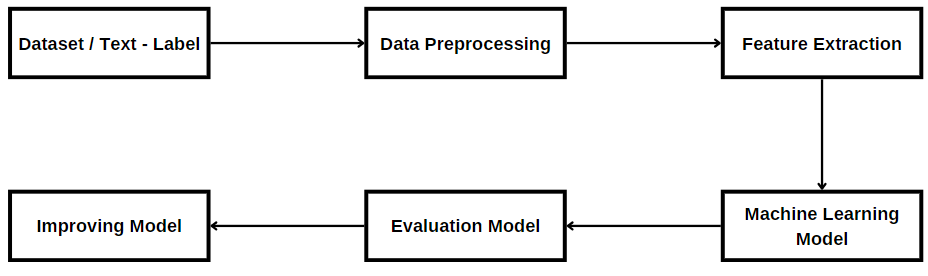 Dataset / Text - Label
Data Preprocessing
Feature Extraction
Improving Model
Evaluation Model
Machine Learning
Model